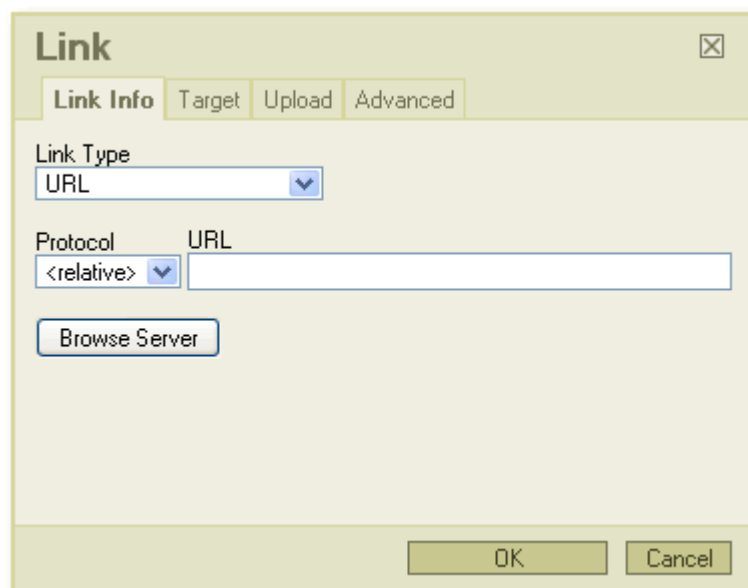 Link
Link Info Target Upload Advanced
Link Type
URL
Protocol URL
<relative>
Browse Server
OK Cancel